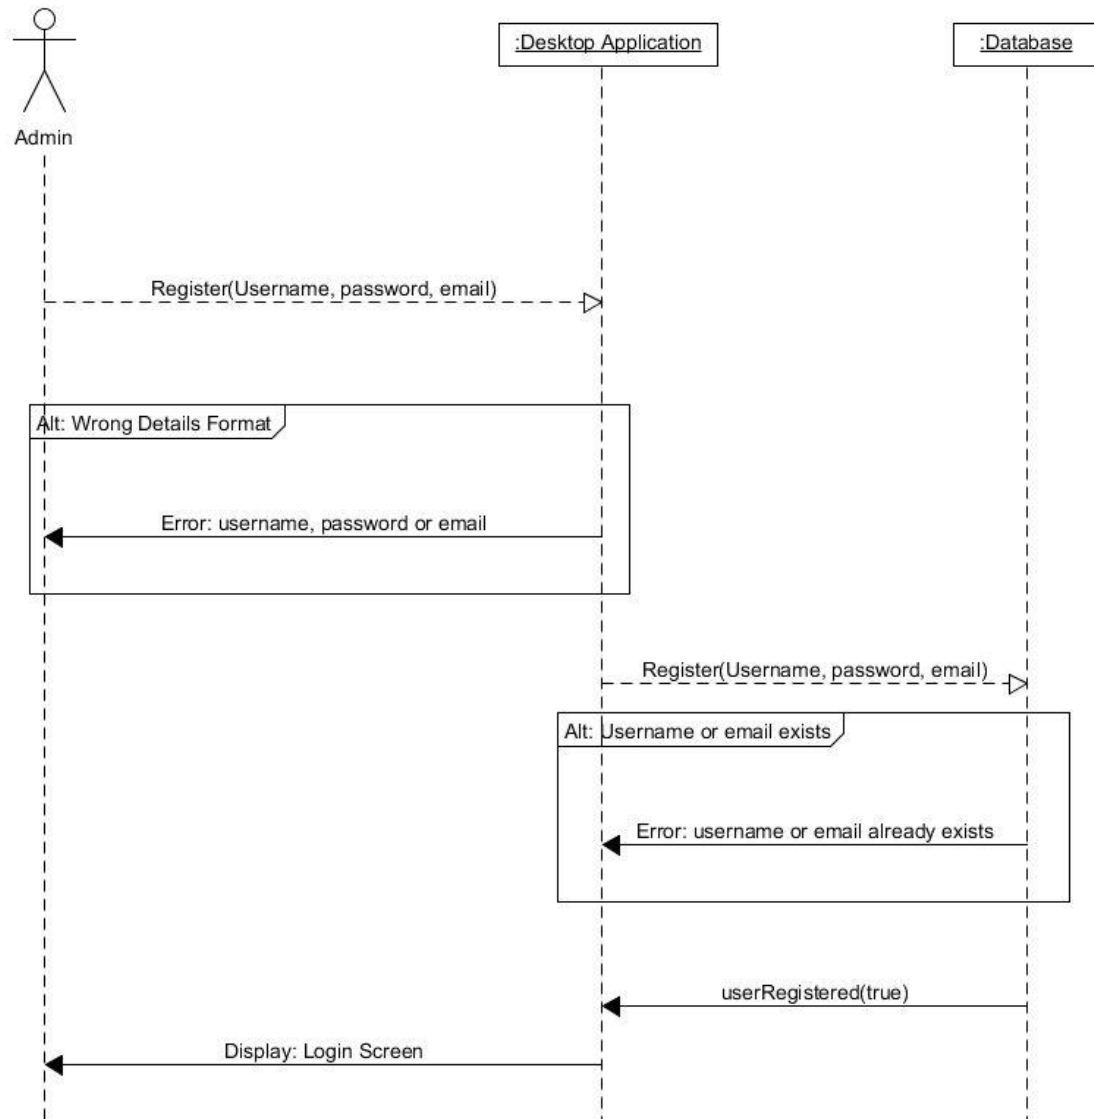 :Desktop Application
:Database
Admin
Register(Username, password, email)
Alt: Wrong Details Format
Error: username, password or email
Register(Username, password, email)
Alt: Username or email exists
Error: username or email already exists
userRegistered(true)
Display: Login Screen